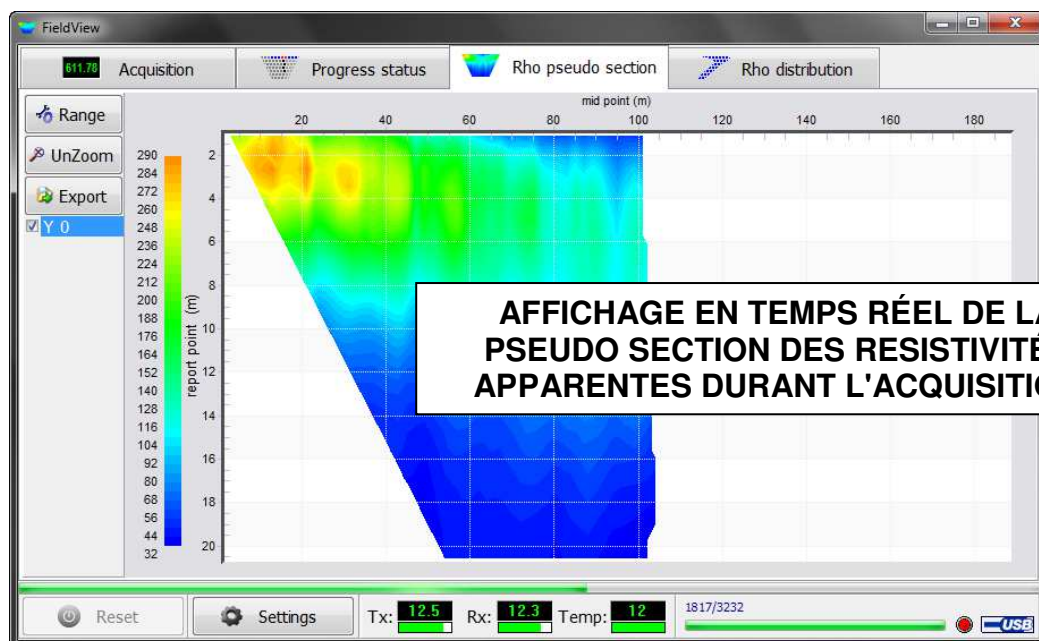 FieldView
611.78 Acquisition Progress status Rho pseudo section Rho distribution
Range
UnZoom
Export
Y 0
mid point (m)
20 40 60 80 100 120 140 160 180
290
284
272
260
248
236
224
212
200
188
176
164
152
140
128
116
104
92
80
68
56
44
32
report point (m)
2
4
6
8
10
12
14
16
18
20
AFFICHAGE EN TEMPS RÉEL DE LA
PSEUDO SECTION DES RESISTIVITÉ
APPARENTES DURANT L'ACQUISITIO
Reset Settings Tx: 12.5 Rx: 12.3 Temp: 12 1817/3232
USB